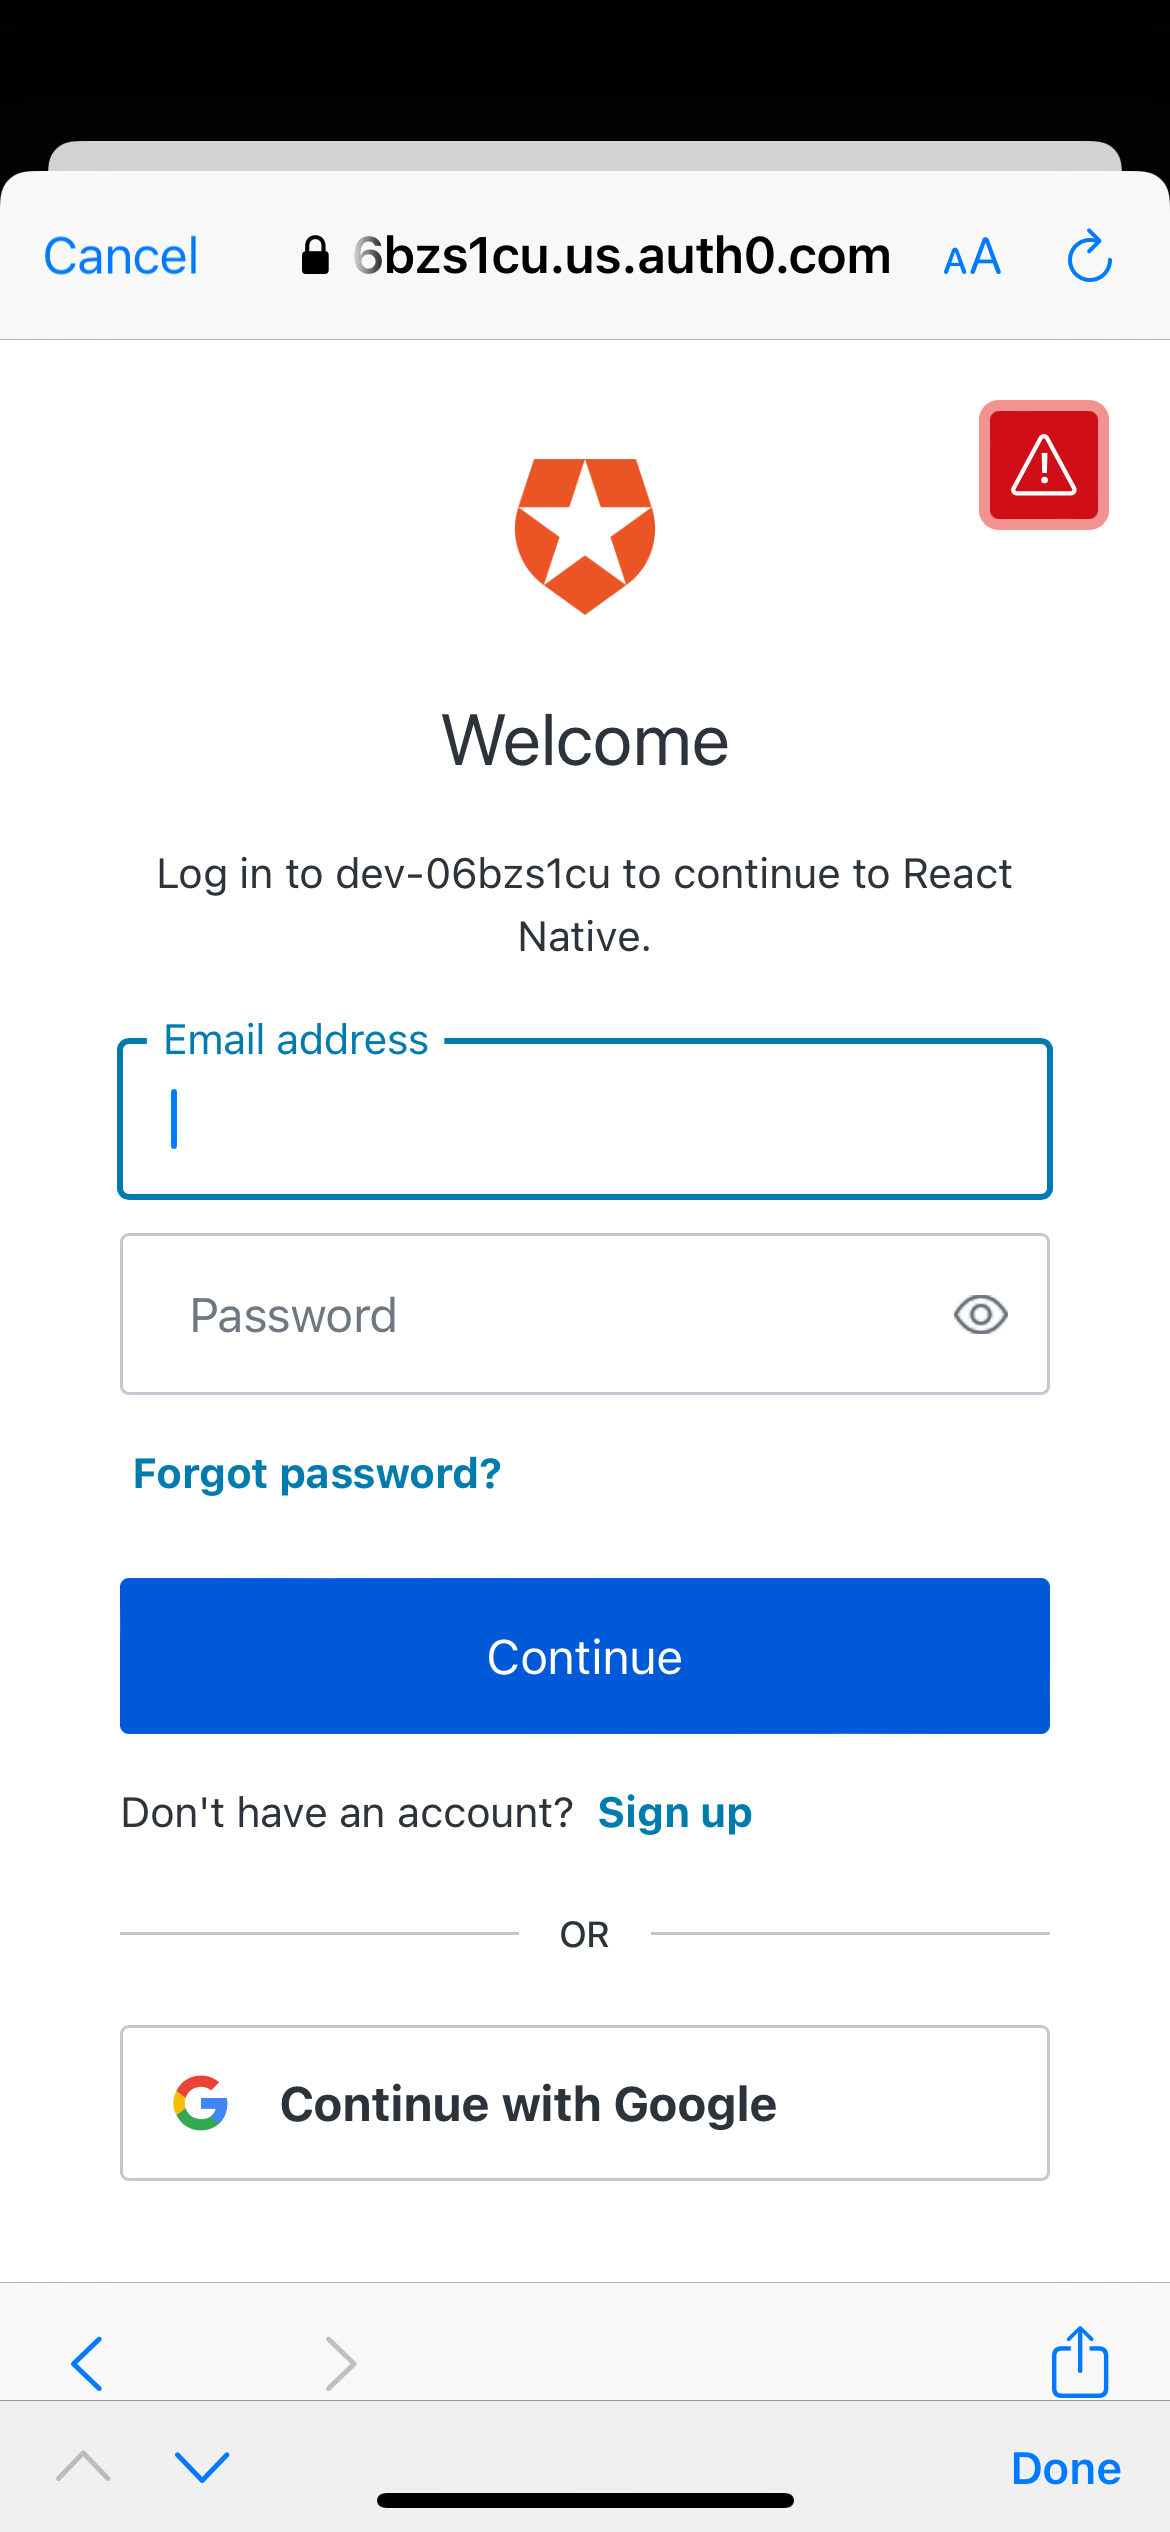 Cancel
6bzs1cu.us.auth0.com
AA
Welcome
Log in to dev-06bzs1cu to continue to React
Native.
Email address
Password
Forgot password?
Continue
Don't have an account? Sign up
OR
Continue with Google
Done